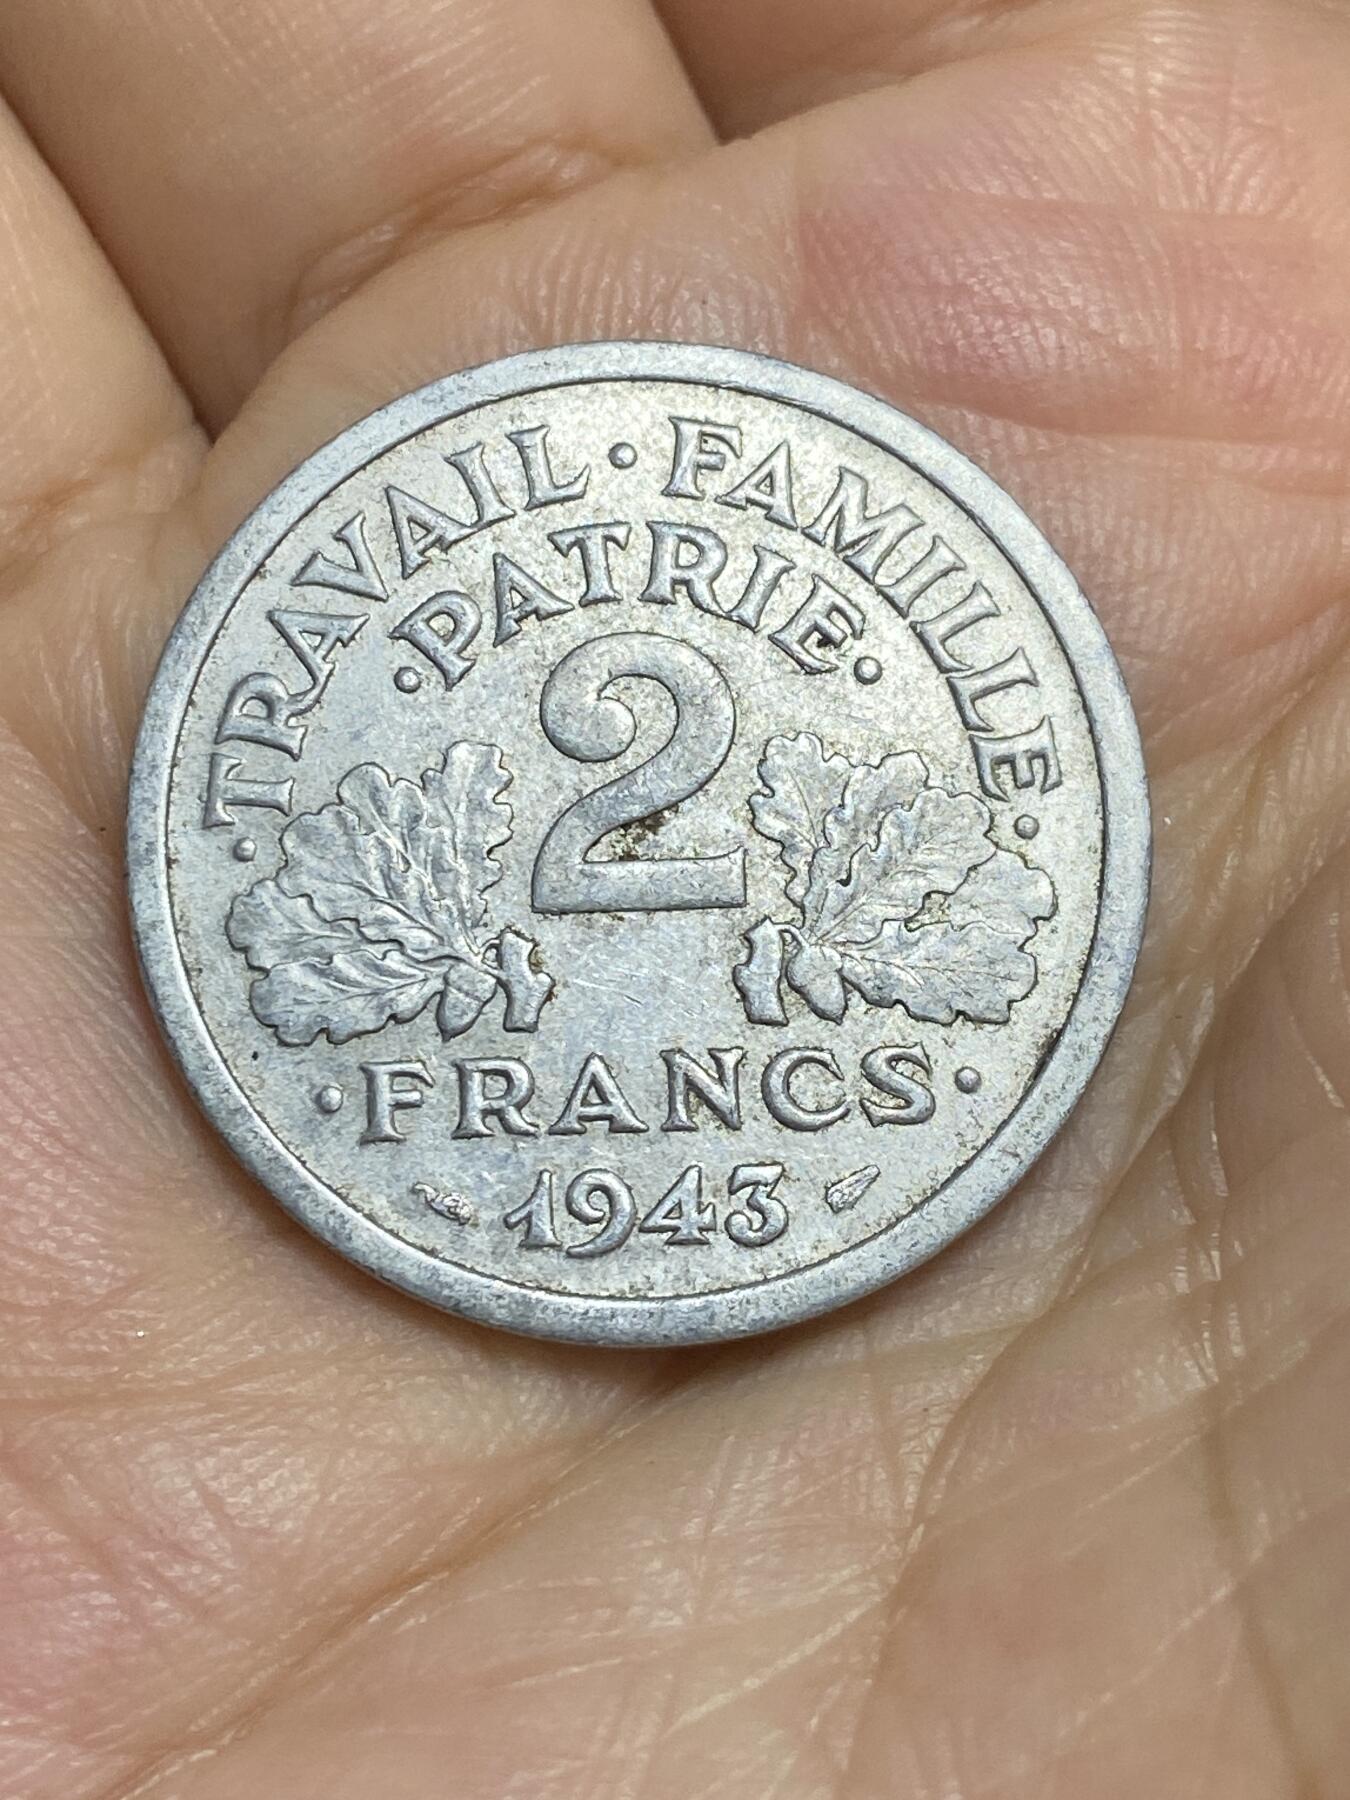 ·TRAVAIL·FAMILLE·
·PATRIE·
2
·FRANCS·
1943